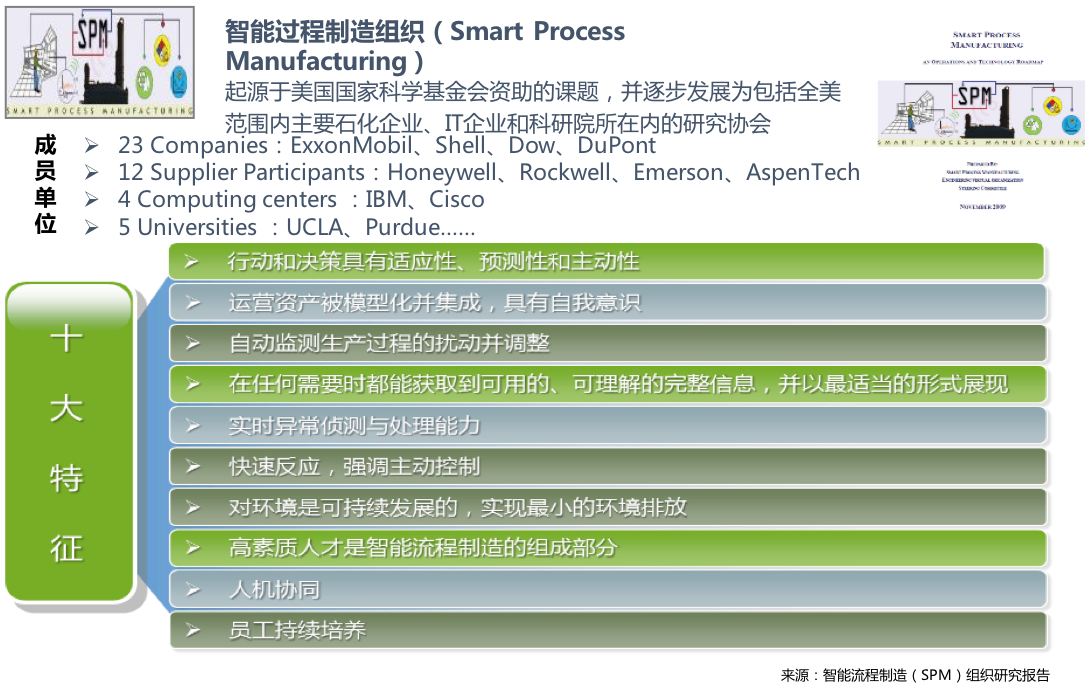 SPM
SMART PROCESS MANUFACTURING
智能过程制造组织（Smart Process
Manufacturing）
起源于美国国家科学基金会资助的课题，并逐步发展为包括全美
范围内主要石化企业、IT企业和科研院所在内的研究协会
SMART PROCESS
MANUFACTURING
AN OPERATIONS AND TECHNOLOGY ROADMAP
SPM
SMART PROCESS MANUFACTURING
PREPARED BY:
SMART PROCESS MANUFACTURING
ENGINEERING VIRTUAL ORGANIZATION
STEERING COMMITTEE
NOVEMBER 2009
成员单位
➢ 23 Companies：ExxonMobil、Shell、Dow、DuPont
➢ 12 Supplier Participants：Honeywell、Rockwell、Emerson、AspenTech
➢ 4 Computing centers ：IBM、Cisco
➢ 5 Universities ：UCLA、Purdue……
十大特征
➢ 行动和决策具有适应性、预测性和主动性
➢ 运营资产被模型化并集成，具有自我意识
➢ 自动监测生产过程的扰动并调整
➢ 在任何需要时都能获取到可用的、可理解的完整信息，并以最适当的形式展现
➢ 实时异常侦测与处理能力
➢ 快速反应，强调主动控制
➢ 对环境是可持续发展的，实现最小的环境排放
➢ 高素质人才是智能流程制造的组成部分
➢ 人机协同
➢ 员工持续培养
来源：智能流程制造（SPM）组织研究报告